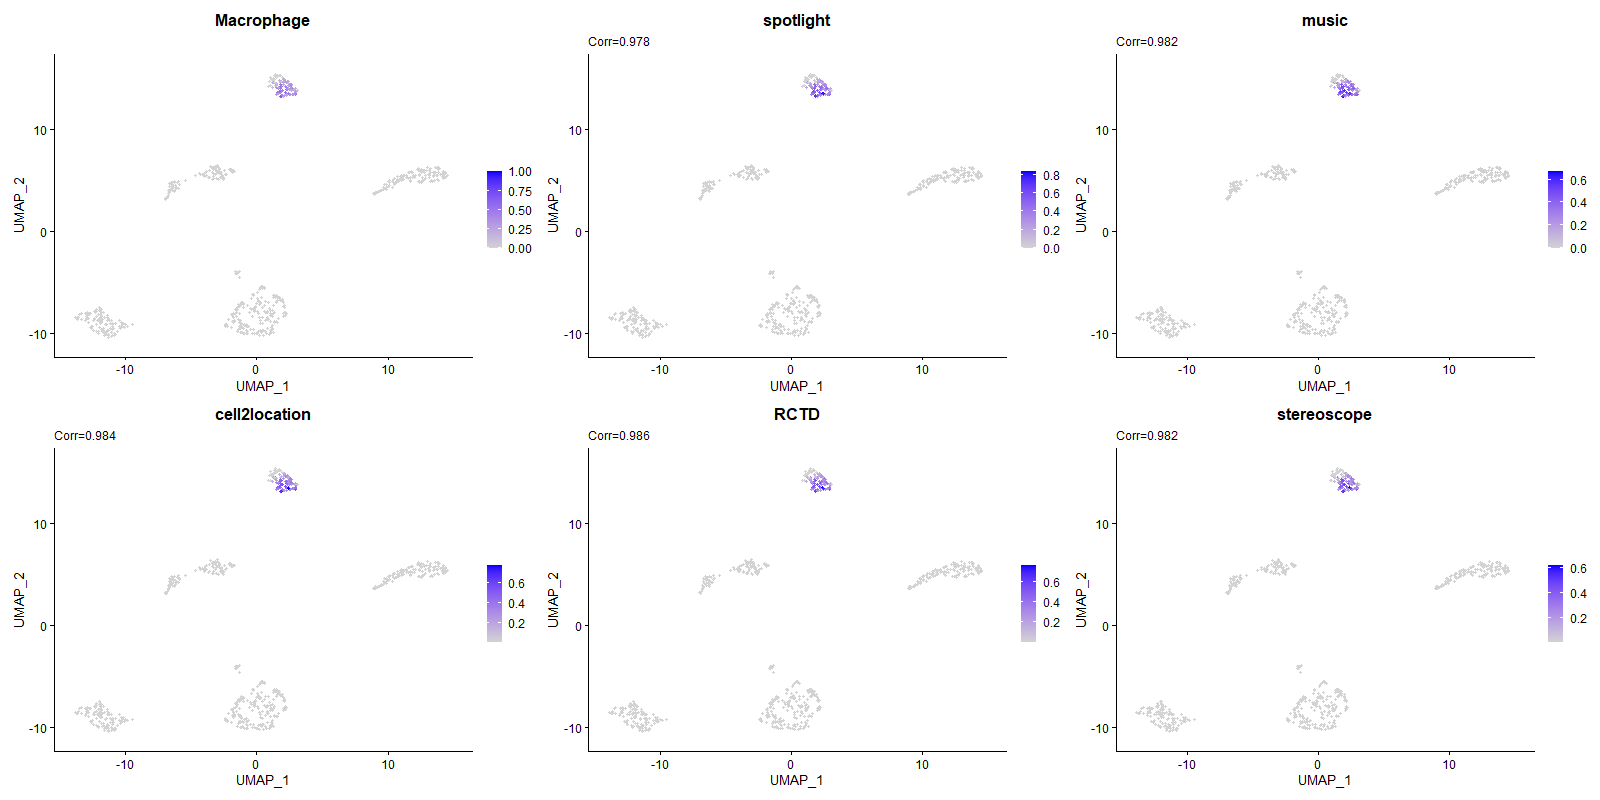 Macrophage
10
0
-10
-10
0
10
UMAP_1
UMAP_2
1.00
0.75
0.50
0.25
0.00
spotlight
Corr=0.978
10
0
-10
-10
0
10
UMAP_1
UMAP_2
0.8
0.6
0.4
0.2
0.0
music
Corr=0.982
10
0
-10
-10
0
10
UMAP_1
UMAP_2
0.6
0.4
0.2
0.0
cell2location
Corr=0.984
10
0
-10
-10
0
10
UMAP_1
UMAP_2
0.6
0.4
0.2
RCTD
Corr=0.986
10
0
-10
-10
0
10
UMAP_1
UMAP_2
0.6
0.4
0.2
stereoscope
Corr=0.982
10
0
-10
-10
0
10
UMAP_1
UMAP_2
0.6
0.4
0.2